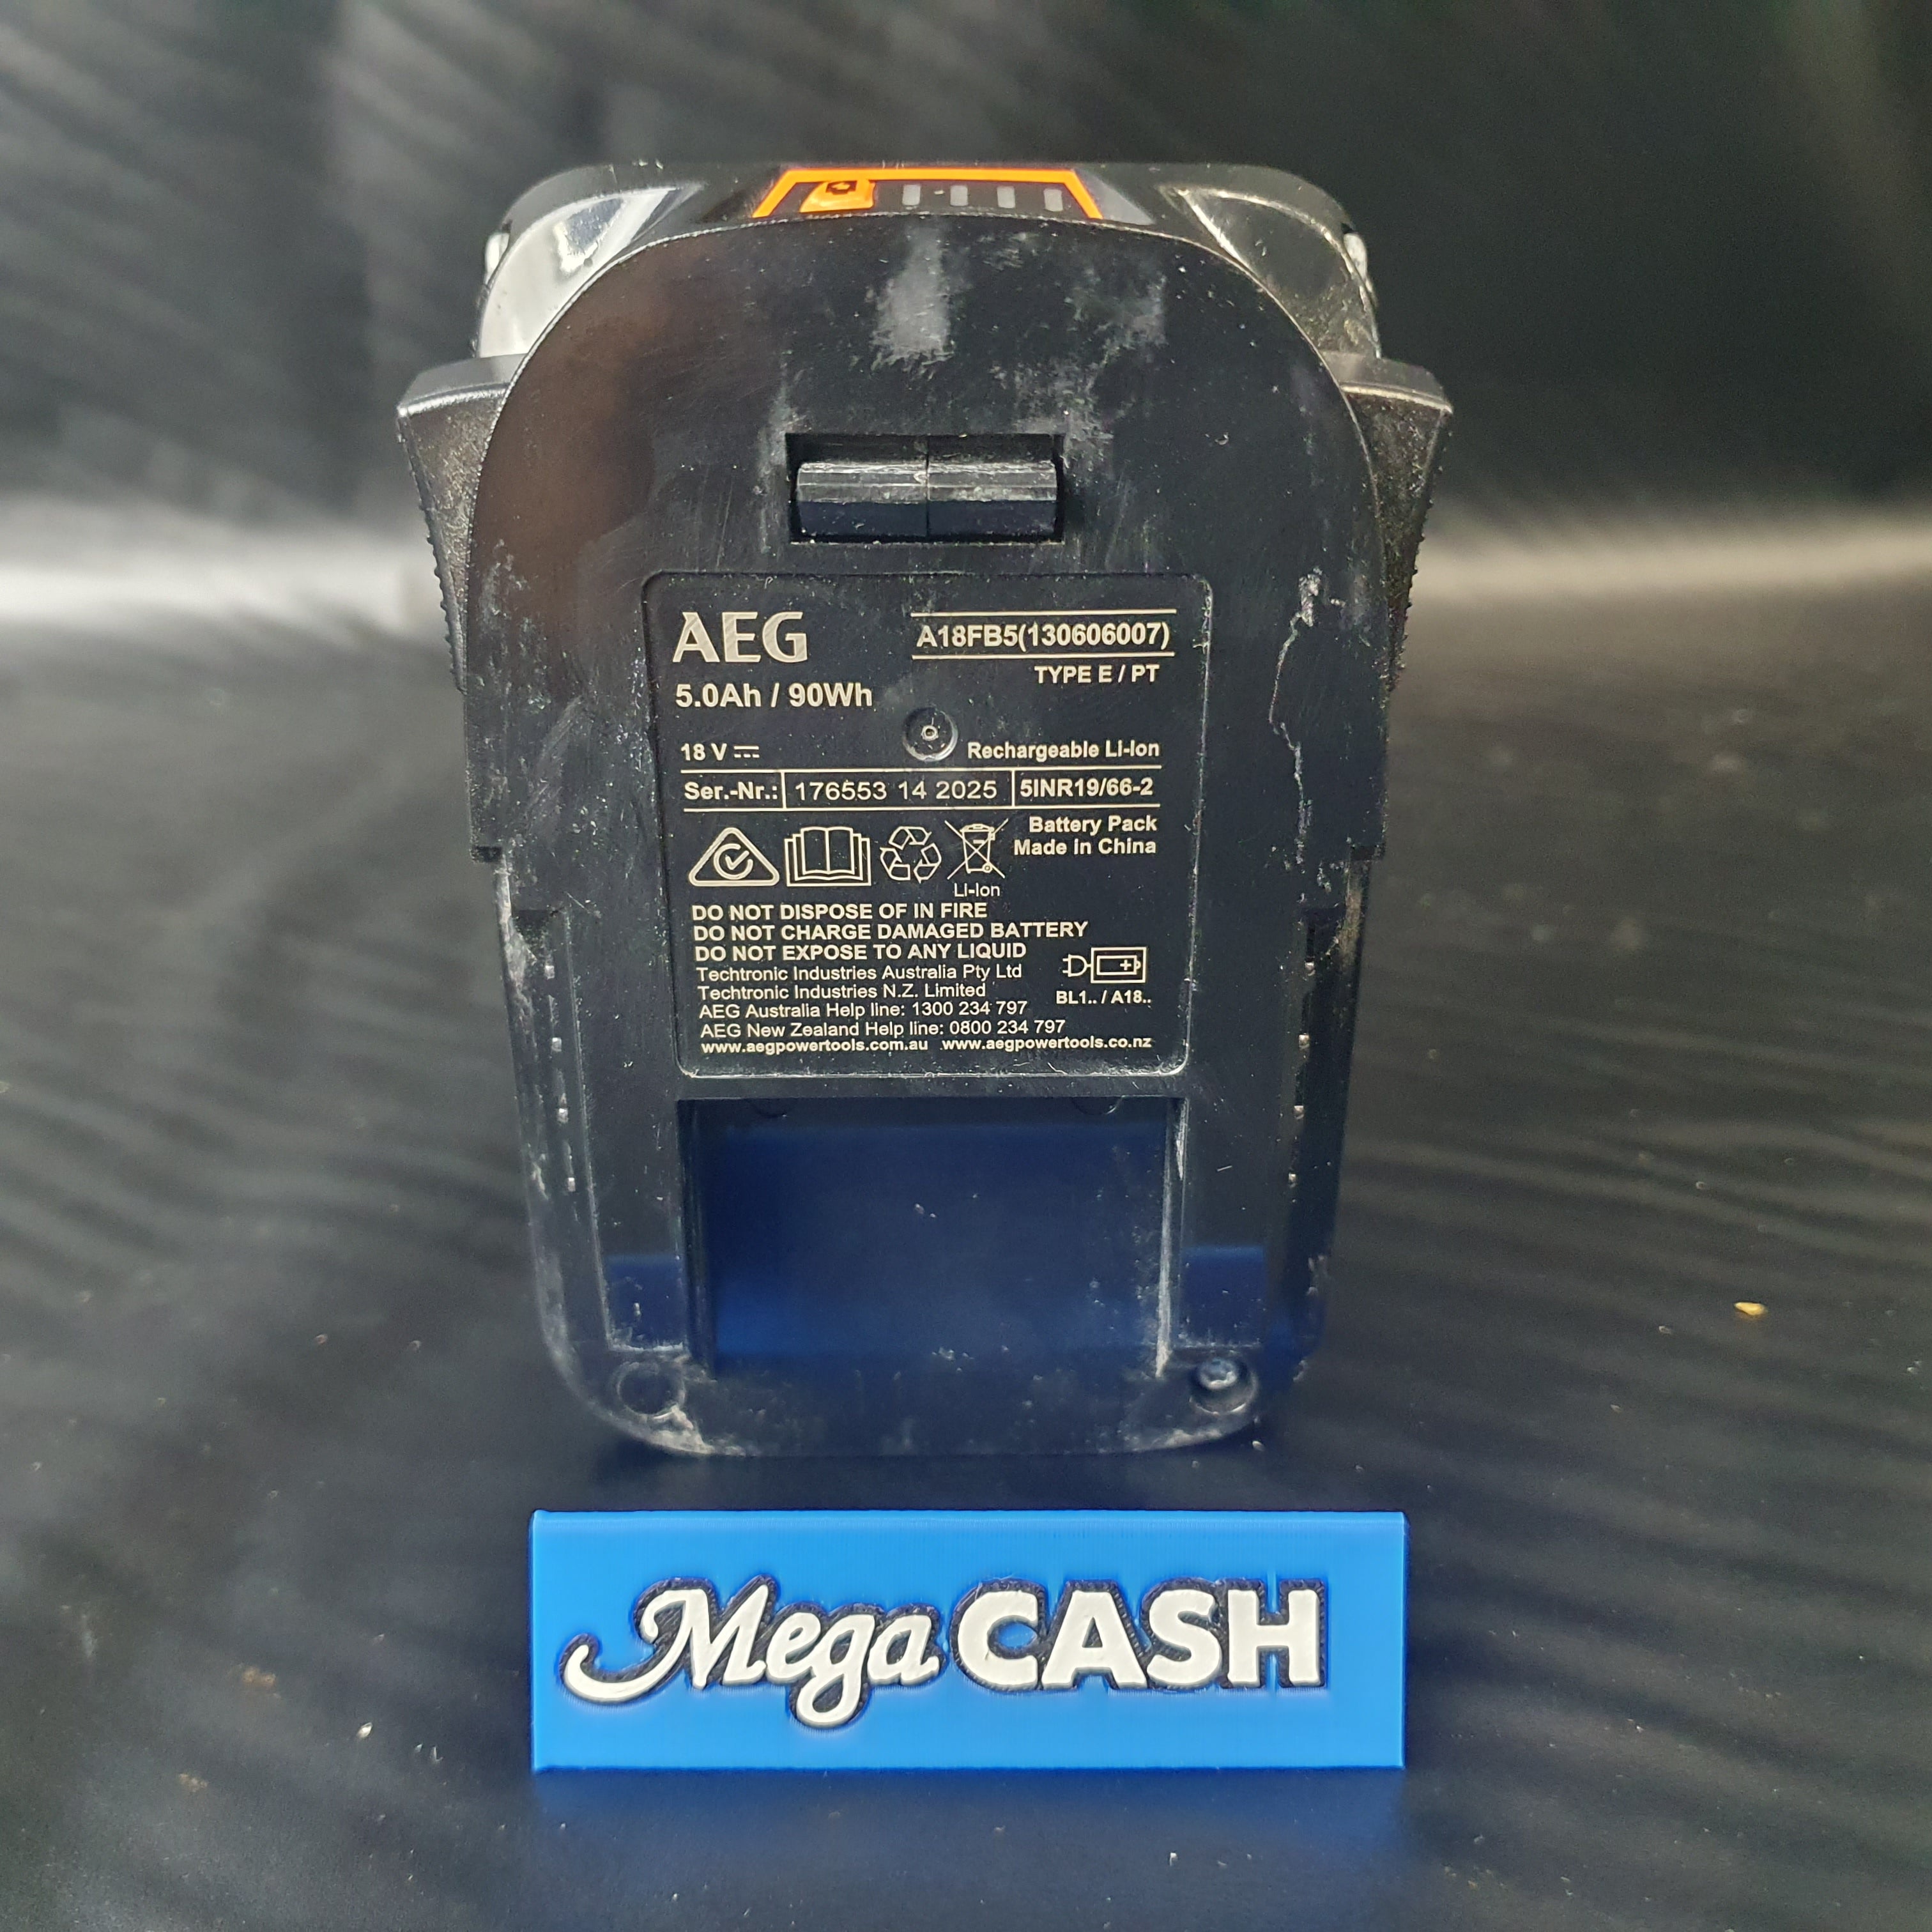 AEG
A18FB5(130606007)
TYPE E / PT
5.0Ah / 90Wh
18 V
Rechargeable Li-Ion
Ser.-Nr.: 176553 14 2025 5INR19/66-2
Battery Pack
Made in China
Li-Ion
DO NOT DISPOSE OF IN FIRE
DO NOT CHARGE DAMAGED BATTERY
DO NOT EXPOSE TO ANY LIQUID
Techtronic Industries Australia Pty Ltd
Techtronic Industries N.Z. Limited
BL1.. / A18..
AEG Australia Help line: 1300 234 797
AEG New Zealand Help line: 0800 234 797
www.aegpowertools.com.au www.aegpowertools.co.nz
Mega CASH